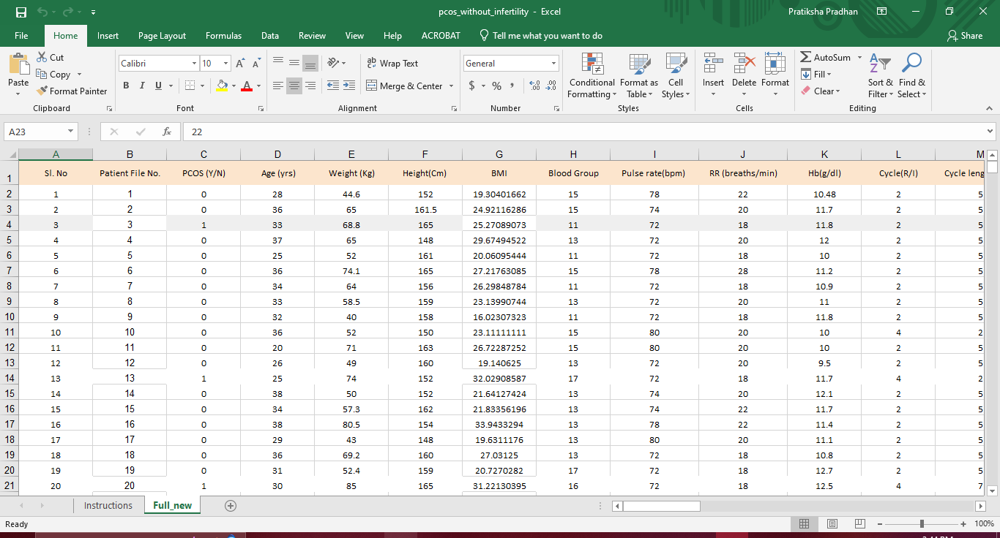 pcos_without_infertility - Excel
Pratiksha Pradhan
File Home Insert Page Layout Formulas Data Review View Help ACROBAT Tell me what you want to do Share
Paste
Cut
Copy
Format Painter
Clipboard
Calibri 10 A A
B I U A
Font
Wrap Text
Merge & Center
Alignment
General
$ % ,
Number
Conditional Formatting
Format as Table
Cell Styles
Styles
Insert Delete Format
Cells
AutoSum
Fill
Clear
Sort & Filter
Find & Select
Editing
A23 fx 22
A B C D E F G H I J K L M
1 Sl. No Patient File No. PCOS (Y/N) Age (yrs) Weight (Kg) Height(Cm) BMI Blood Group Pulse rate(bpm) RR (breaths/min) Hb(g/dl) Cycle(R/I) Cycle leng
2 1 1 0 28 44.6 152 19.30401662 15 78 22 10.48 2 5
3 2 2 0 36 65 161.5 24.92116286 15 74 20 11.7 2 5
4 3 3 1 33 68.8 165 25.27089073 11 72 18 11.8 2 5
5 4 4 0 37 65 148 29.67494522 13 72 20 12 2 5
6 5 5 0 25 52 161 20.06095444 11 72 18 10 2 5
7 6 6 0 36 74.1 165 27.21763085 15 78 28 11.2 2 5
8 7 7 0 34 64 156 26.29848784 11 72 18 10.9 2 5
9 8 8 0 33 58.5 159 23.13990744 13 72 20 11 2 5
10 9 9 0 32 40 158 16.02307323 11 72 18 11.8 2 5
11 10 10 0 36 52 150 23.11111111 15 80 20 10 4 2
12 11 11 0 20 71 163 26.72287252 15 80 20 10 2 5
13 12 12 0 26 49 160 19.140625 13 72 20 9.5 2 5
14 13 13 1 25 74 152 32.02908587 17 72 18 11.7 4 2
15 14 14 0 38 50 152 21.64127424 13 74 20 12.1 2 5
16 15 15 0 34 57.3 162 21.83356196 13 74 22 11.7 2 5
17 16 16 0 38 80.5 154 33.9433294 13 78 22 11.4 2 5
18 17 17 0 29 43 148 19.6311176 13 80 20 11.1 2 5
19 18 18 0 36 69.2 160 27.03125 13 72 18 10.8 2 5
20 19 19 0 31 52.4 159 20.7270282 17 72 18 12.7 2 5
21 20 20 1 30 85 165 31.22130395 16 72 18 12.5 4 7
Instructions Full_new
Ready 100%